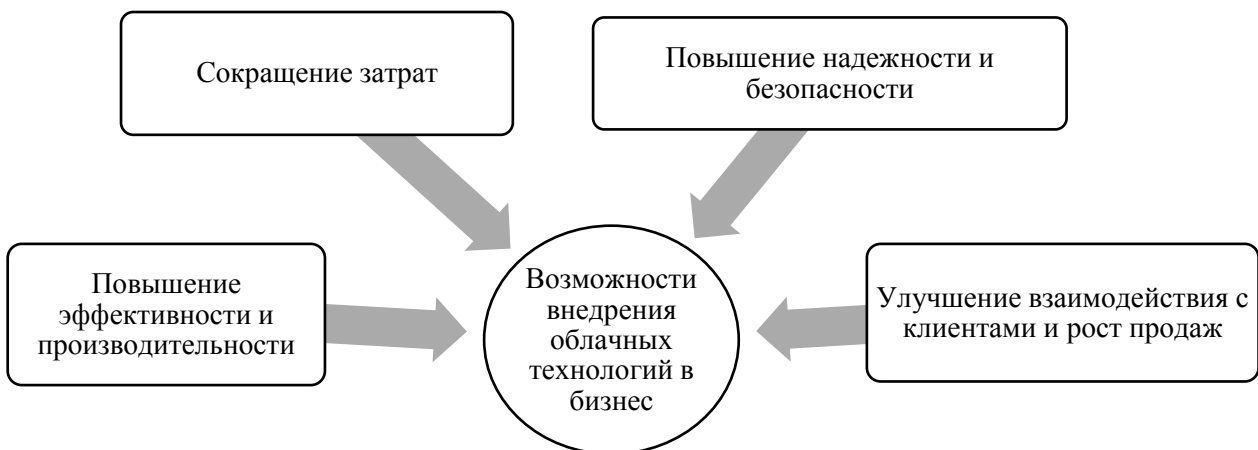 Сокращение затрат
Повышение надежности и
безопасности
Повышение
эффективности и
производительности
Возможности
внедрения
облачных
технологий в
бизнес
Улучшение взаимодействия с
клиентами и рост продаж